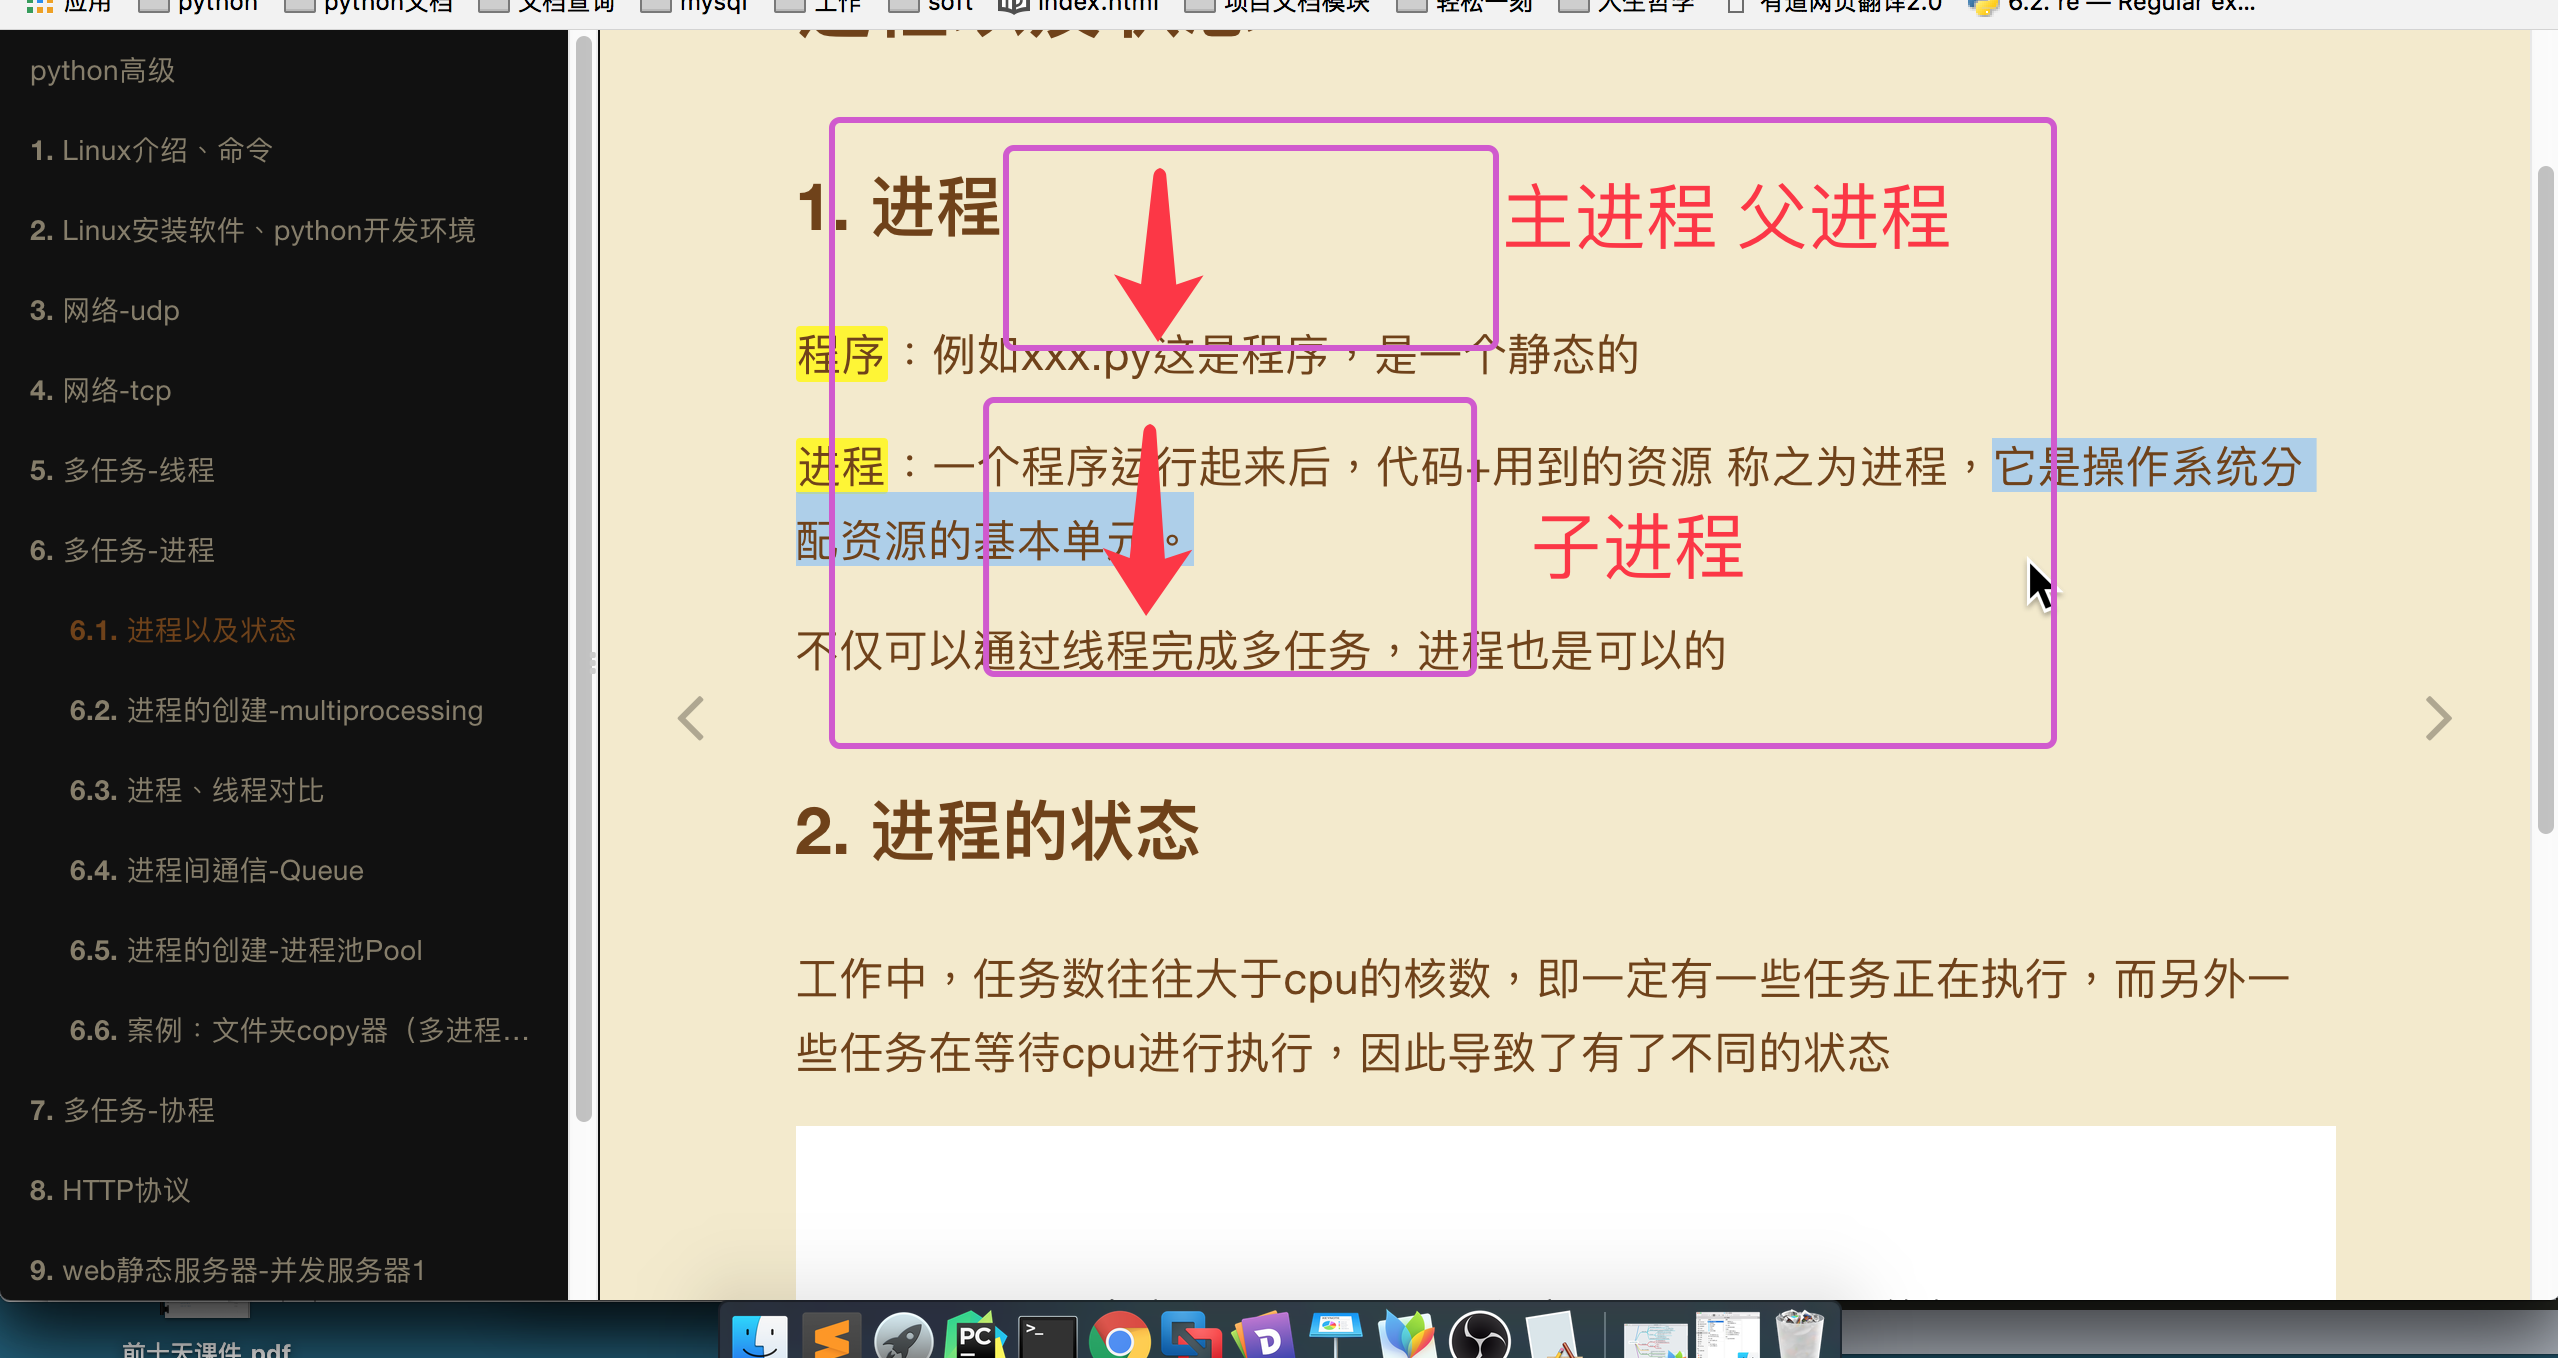 应用 python python文档 文档查询 mysql 工作 soft index.html 项目文档模块 轻松一刻 人生哲学 有道网页翻译2.0 6.2. re — Regular ex...
python高级
1. Linux介绍、命令
2. Linux安装软件、python开发环境
3. 网络-udp
4. 网络-tcp
5. 多任务-线程
6. 多任务-进程
6.1. 进程以及状态
6.2. 进程的创建-multiprocessing
6.3. 进程、线程对比
6.4. 进程间通信-Queue
6.5. 进程的创建-进程池Pool
6.6. 案例：文件夹copy器（多进程...
7. 多任务-协程
8. HTTP协议
9. web静态服务器-并发服务器1
进程以及状态
1. 进程
主进程 父进程
程序：例如xxx.py这是程序，是一个静态的
进程：一个程序运行起来后，代码+用到的资源 称之为进程，它是操作系统分
配资源的基本单元。
子进程
不仅可以通过线程完成多任务，进程也是可以的
2. 进程的状态
工作中，任务数往往大于cpu的核数，即一定有一些任务正在执行，而另外一
些任务在等待cpu进行执行，因此导致了有了不同的状态
前十天课件.pdf
PC
>_
D